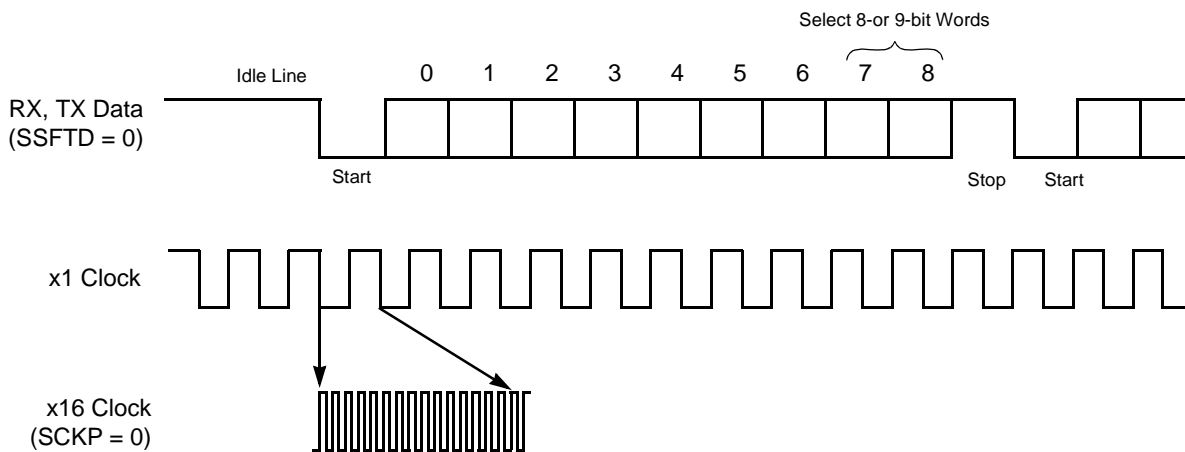 Select 8-or 9-bit Words
Idle Line
0 1 2 3 4 5 6 7 8
RX, TX Data
(SSFTD = 0)
Start
Stop
Start
x1 Clock
x16 Clock
(SCKP = 0)